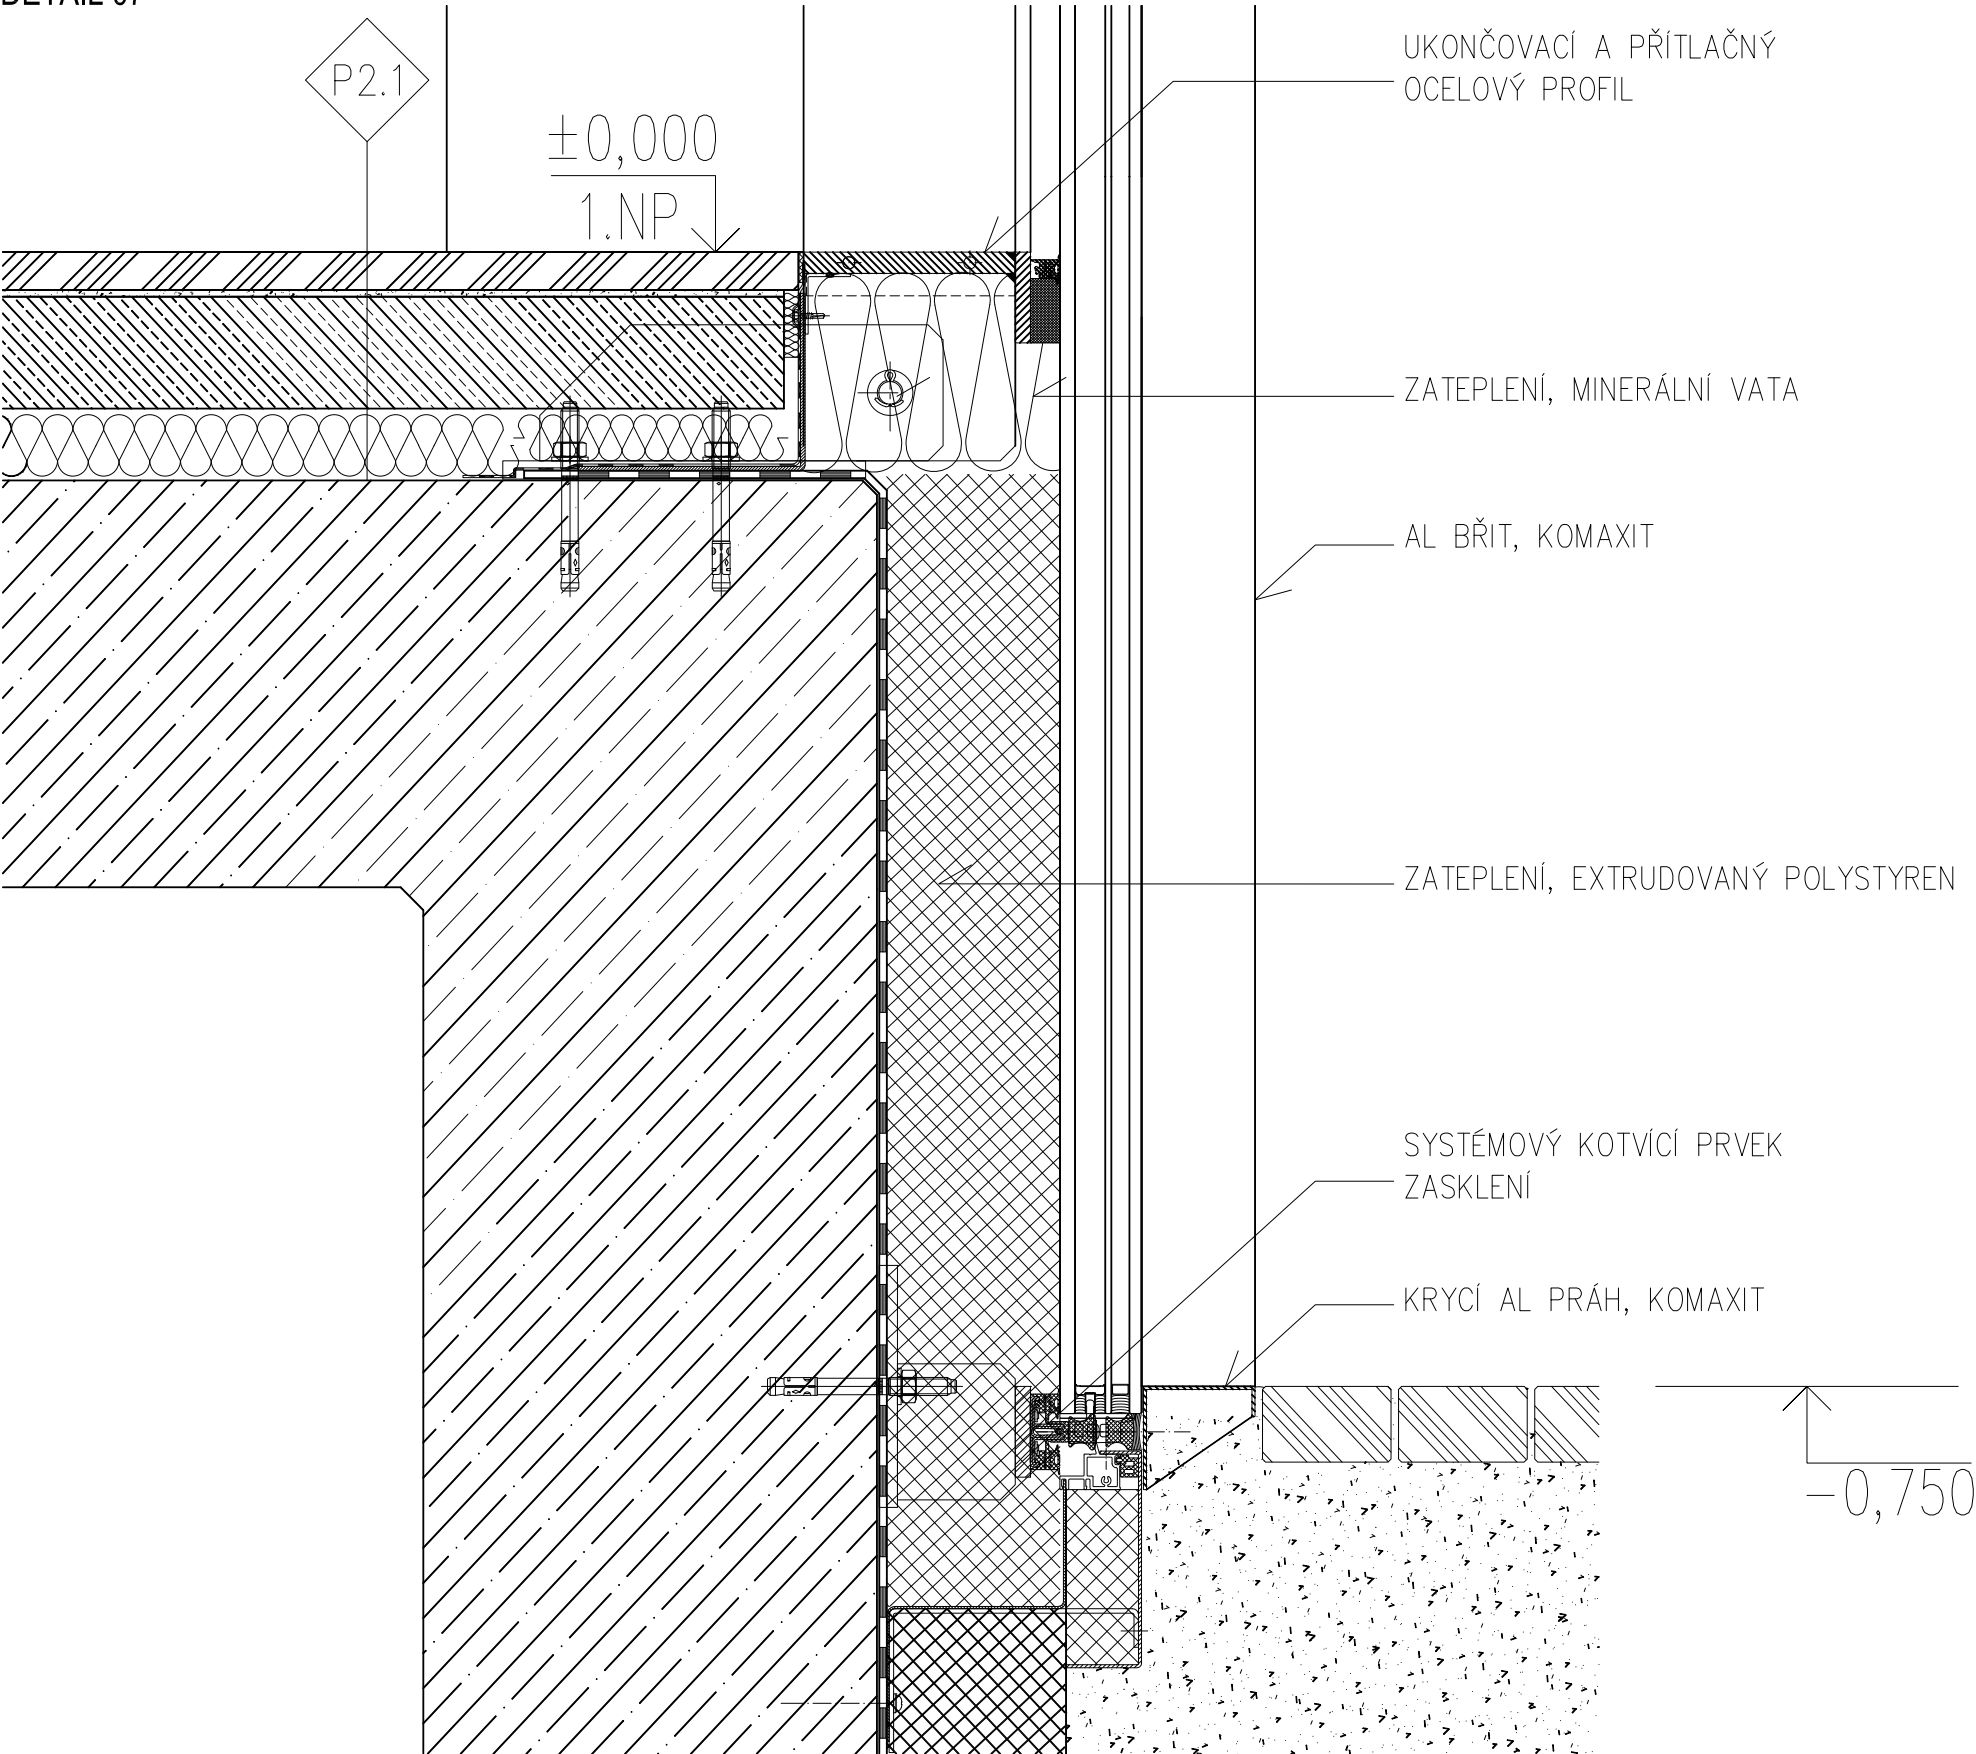 P2.1
±0,000
1.NP
UKONČOVACÍ A PŘÍTLAČNÝ
OCELOVÝ PROFIL
ZATEPLENÍ, MINERÁLNÍ VATA
AL BŘIT, KOMAXIT
ZATEPLENÍ, EXTRUDOVANÝ POLYSTYREN
SYSTÉMOVÝ KOTVÍCÍ PRVEK
ZASKLENÍ
KRYCÍ AL PRÁH, KOMAXIT
-0,750